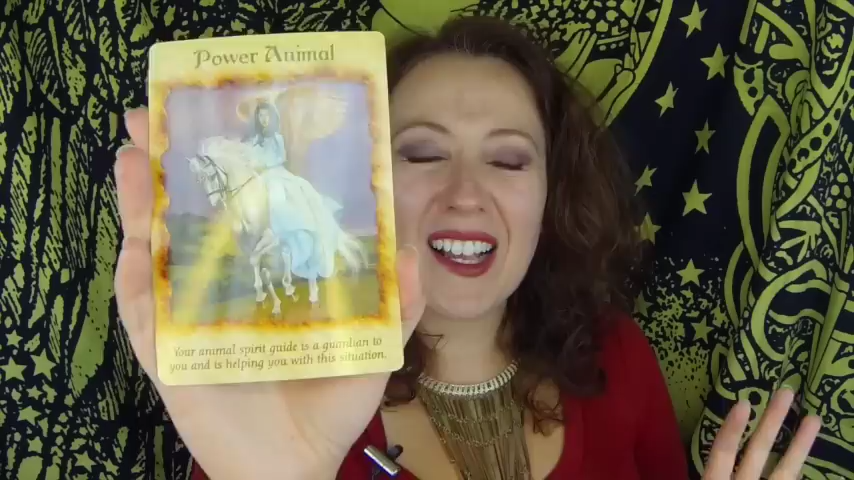 Power Animal
Your animal spirit guide is a guardian to
you and is helping you with this situation.